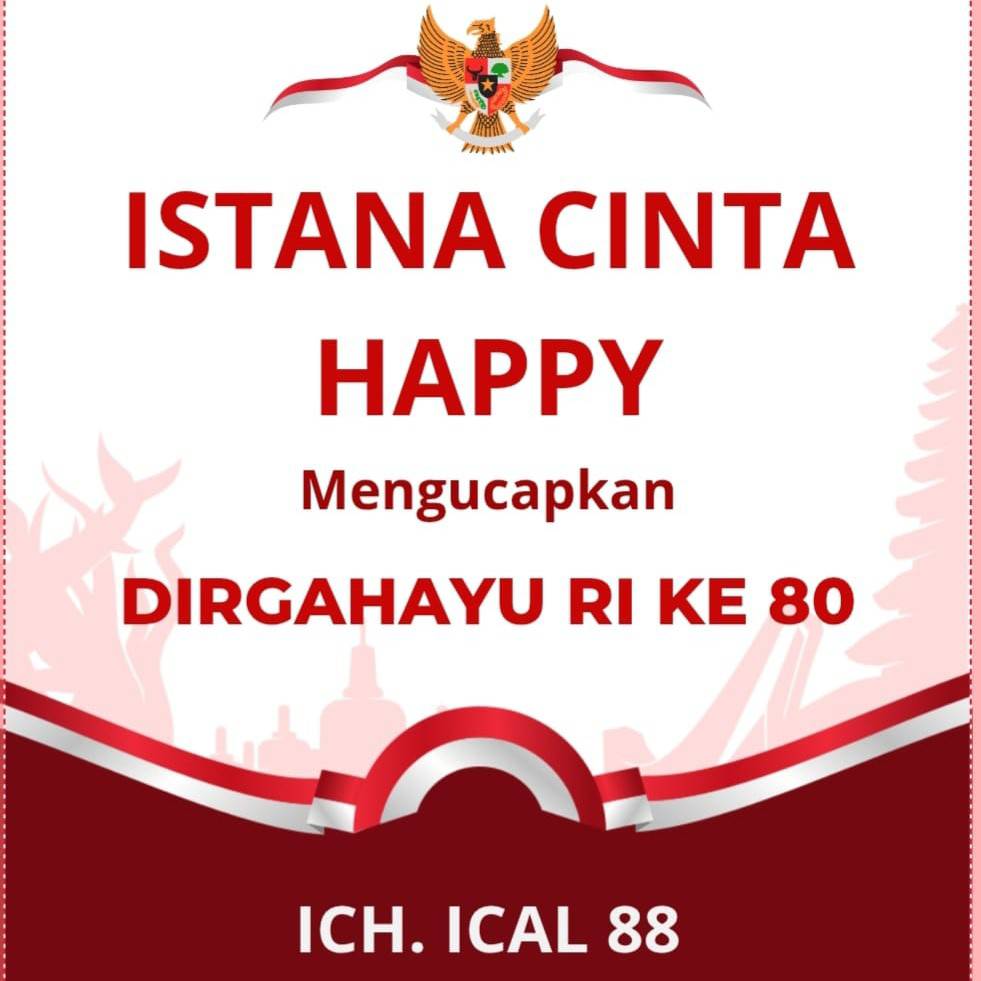 ISTANA CINTA
HAPPY
Mengucapkan
DIRGAHAYU RI KE 80
ICH. ICAL 88